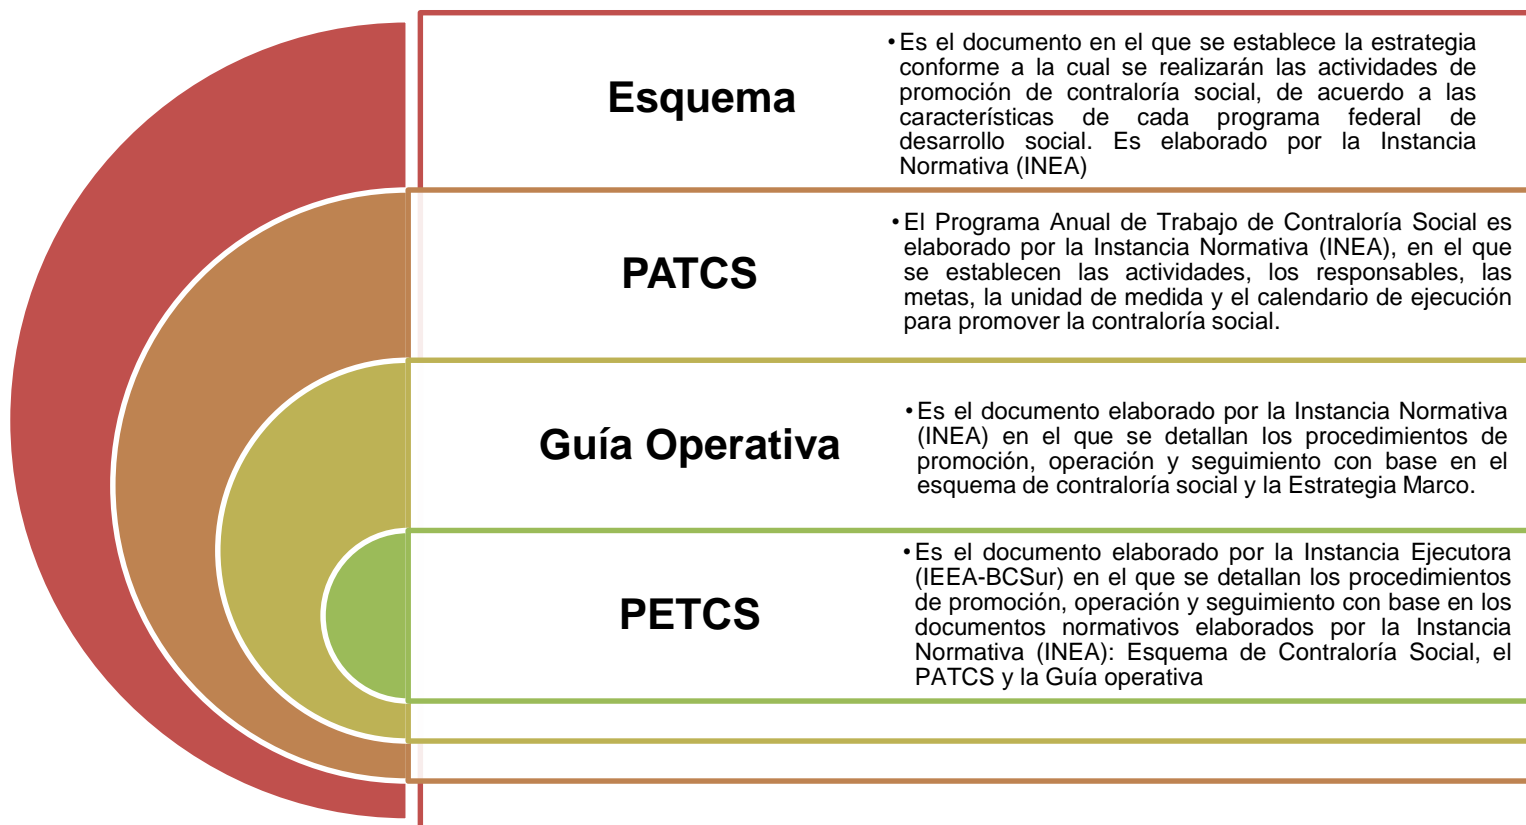 Esquema
•Es el documento en el que se establece la estrategia
conforme a la cual se realizarán las actividades de
promoción de contraloría social, de acuerdo a las
características de cada programa federal de
desarrollo social. Es elaborado por la Instancia
Normativa (INEA)
PATCS
•El Programa Anual de Trabajo de Contraloría Social es
elaborado por la Instancia Normativa (INEA), en el que
se establecen las actividades, los responsables, las
metas, la unidad de medida y el calendario de ejecución
para promover la contraloría social.
Guía Operativa
•Es el documento elaborado por la Instancia Normativa
(INEA) en el que se detallan los procedimientos de
promoción, operación y seguimiento con base en el
esquema de contraloría social y la Estrategia Marco.
PETCS
•Es el documento elaborado por la Instancia Ejecutora
(IEEA-BCSur) en el que se detallan los procedimientos
de promoción, operación y seguimiento con base en los
documentos normativos elaborados por la Instancia
Normativa (INEA): Esquema de Contraloría Social, el
PATCS y la Guía operativa